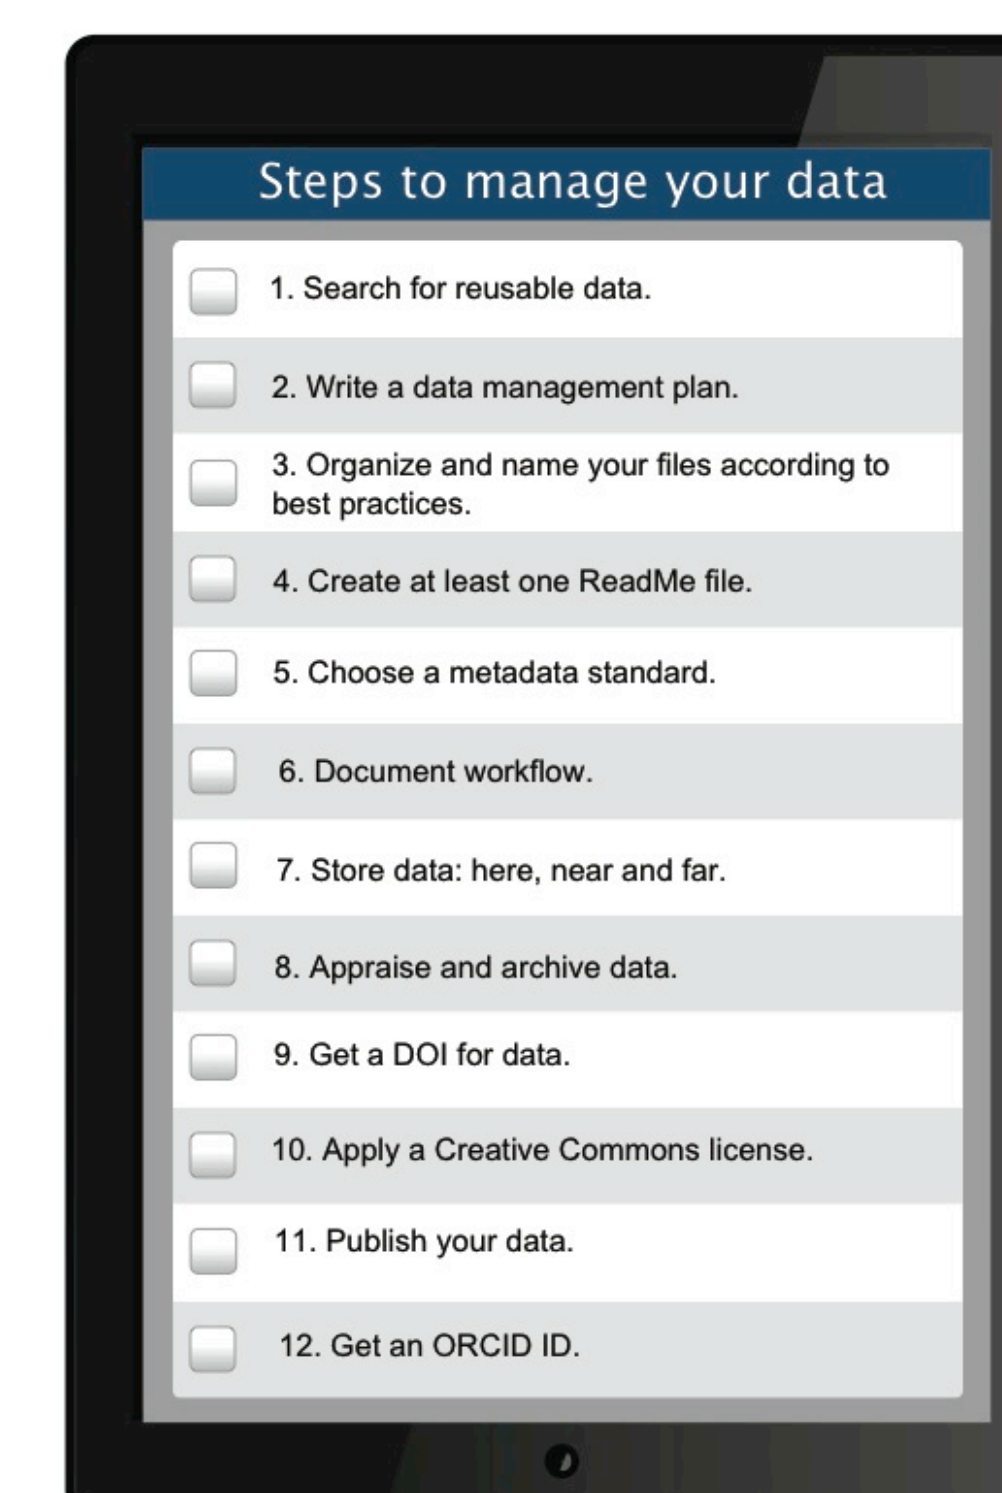 Steps to manage your data
1. Search for reusable data.
2. Write a data management plan.
3. Organize and name your files according to
best practices.
4. Create at least one ReadMe file.
5. Choose a metadata standard.
6. Document workflow.
7. Store data: here, near and far.
8. Appraise and archive data.
9. Get a DOI for data.
10. Apply a Creative Commons license.
11. Publish your data.
12. Get an ORCID ID.